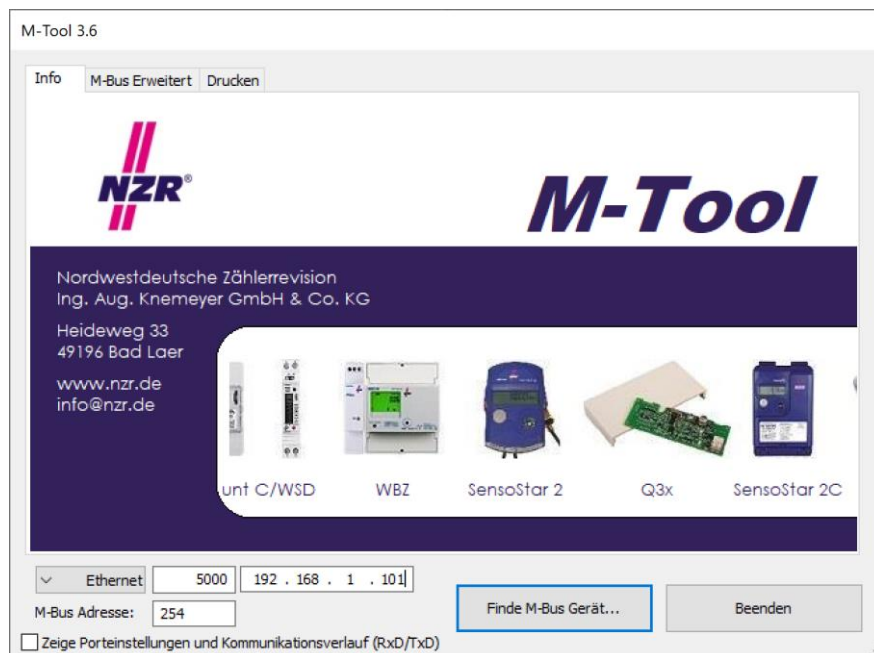 M-Tool 3.6
Info M-Bus Erweitert Drucken
NZR®
M-Tool
Nordwestdeutsche Zählerrevision
Ing. Aug. Knemeyer GmbH & Co. KG
Heideweg 33
49196 Bad Laer
www.nzr.de
info@nzr.de
unt C/WSD WBZ SensoStar 2 Q3x SensoStar 2C
Ethernet 5000 192 . 168 . 1 . 101
M-Bus Adresse: 254
Finde M-Bus Gerät... Beenden
Zeige Porteinstellungen und Kommunikationsverlauf (RxD/TxD)